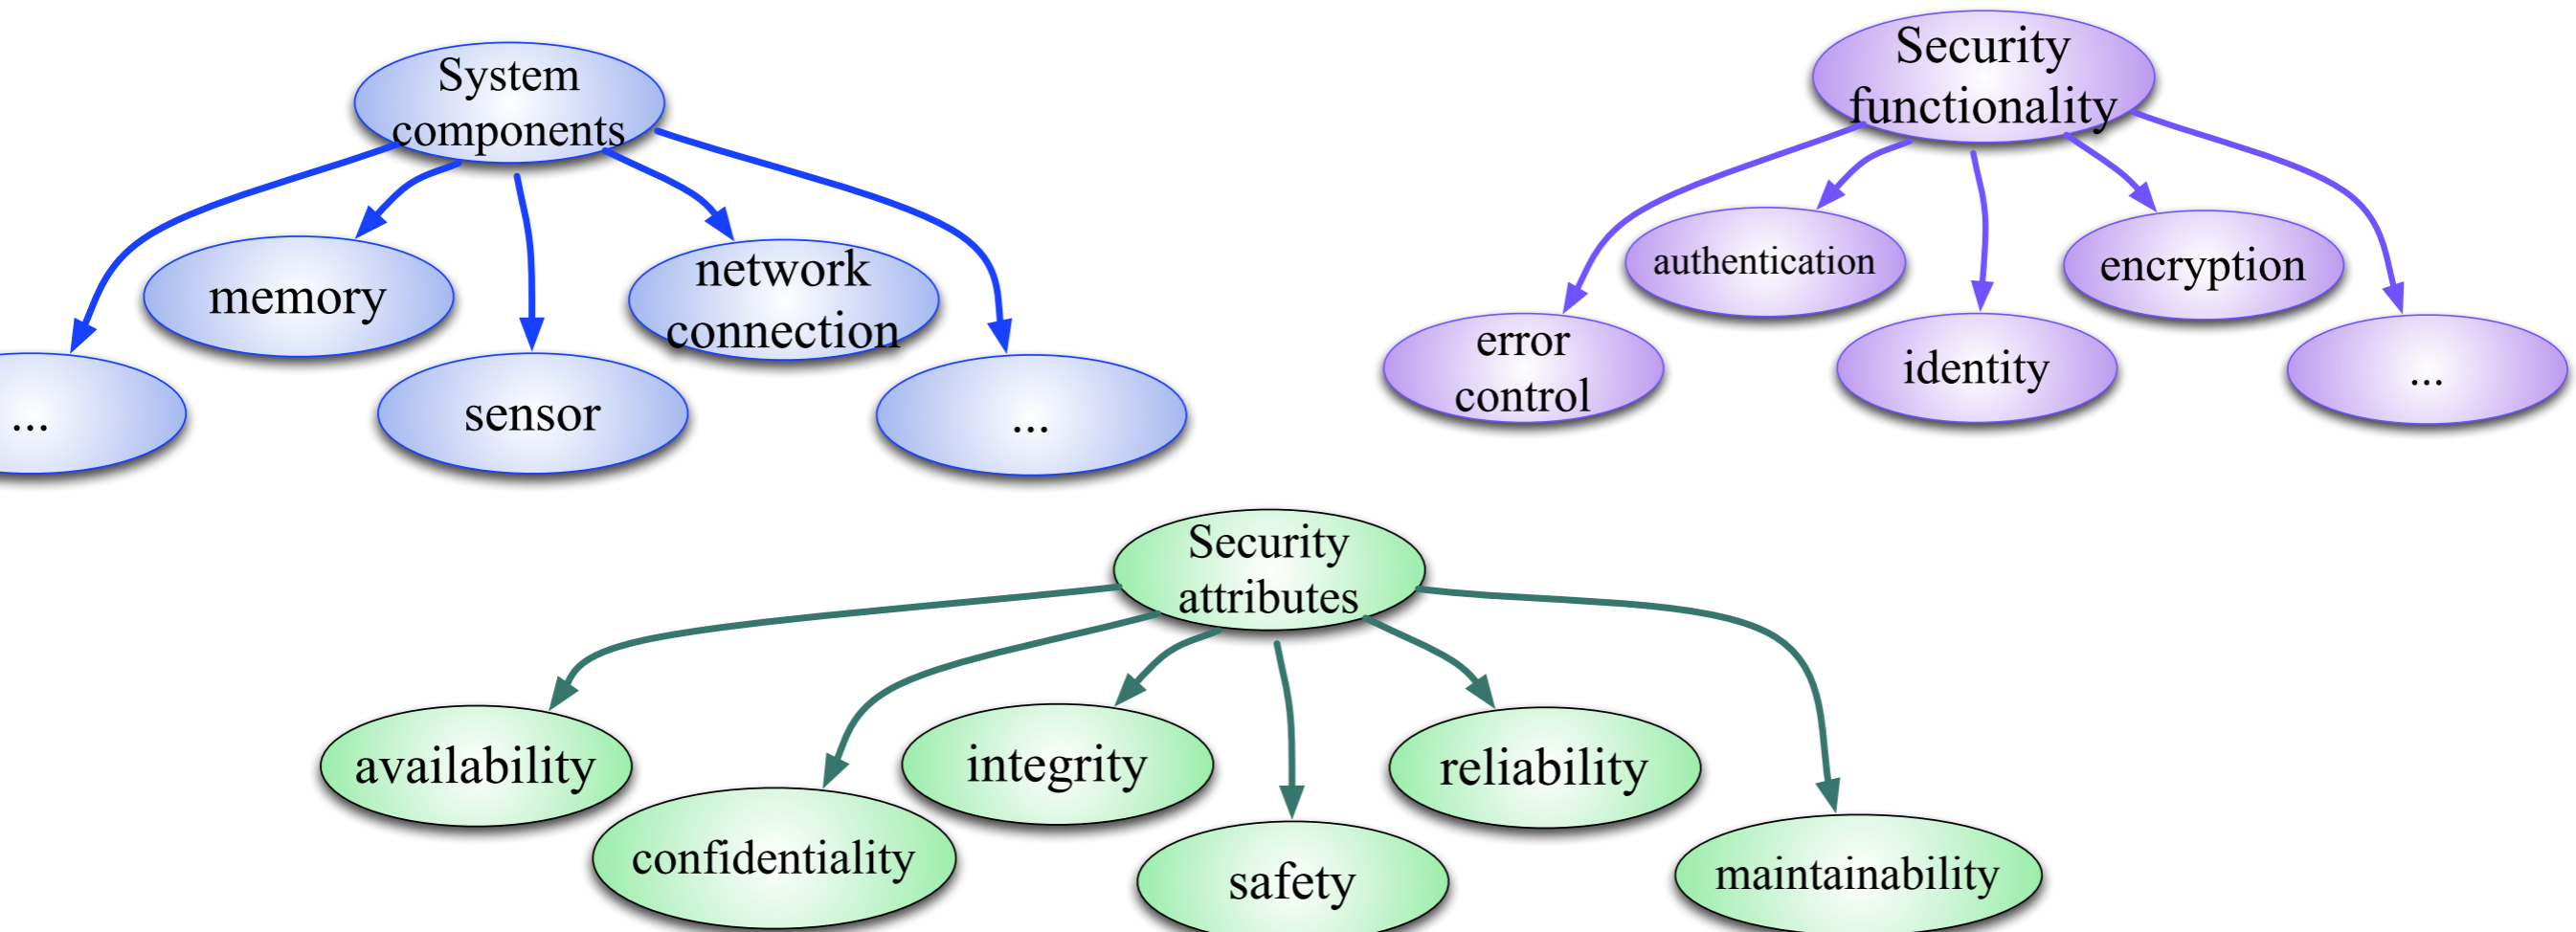 System
components
...
memory
sensor
network
connection
...
Security
functionality
error
control
authentication
identity
encryption
...
Security
attributes
availability
confidentiality
integrity
safety
reliability
maintainability